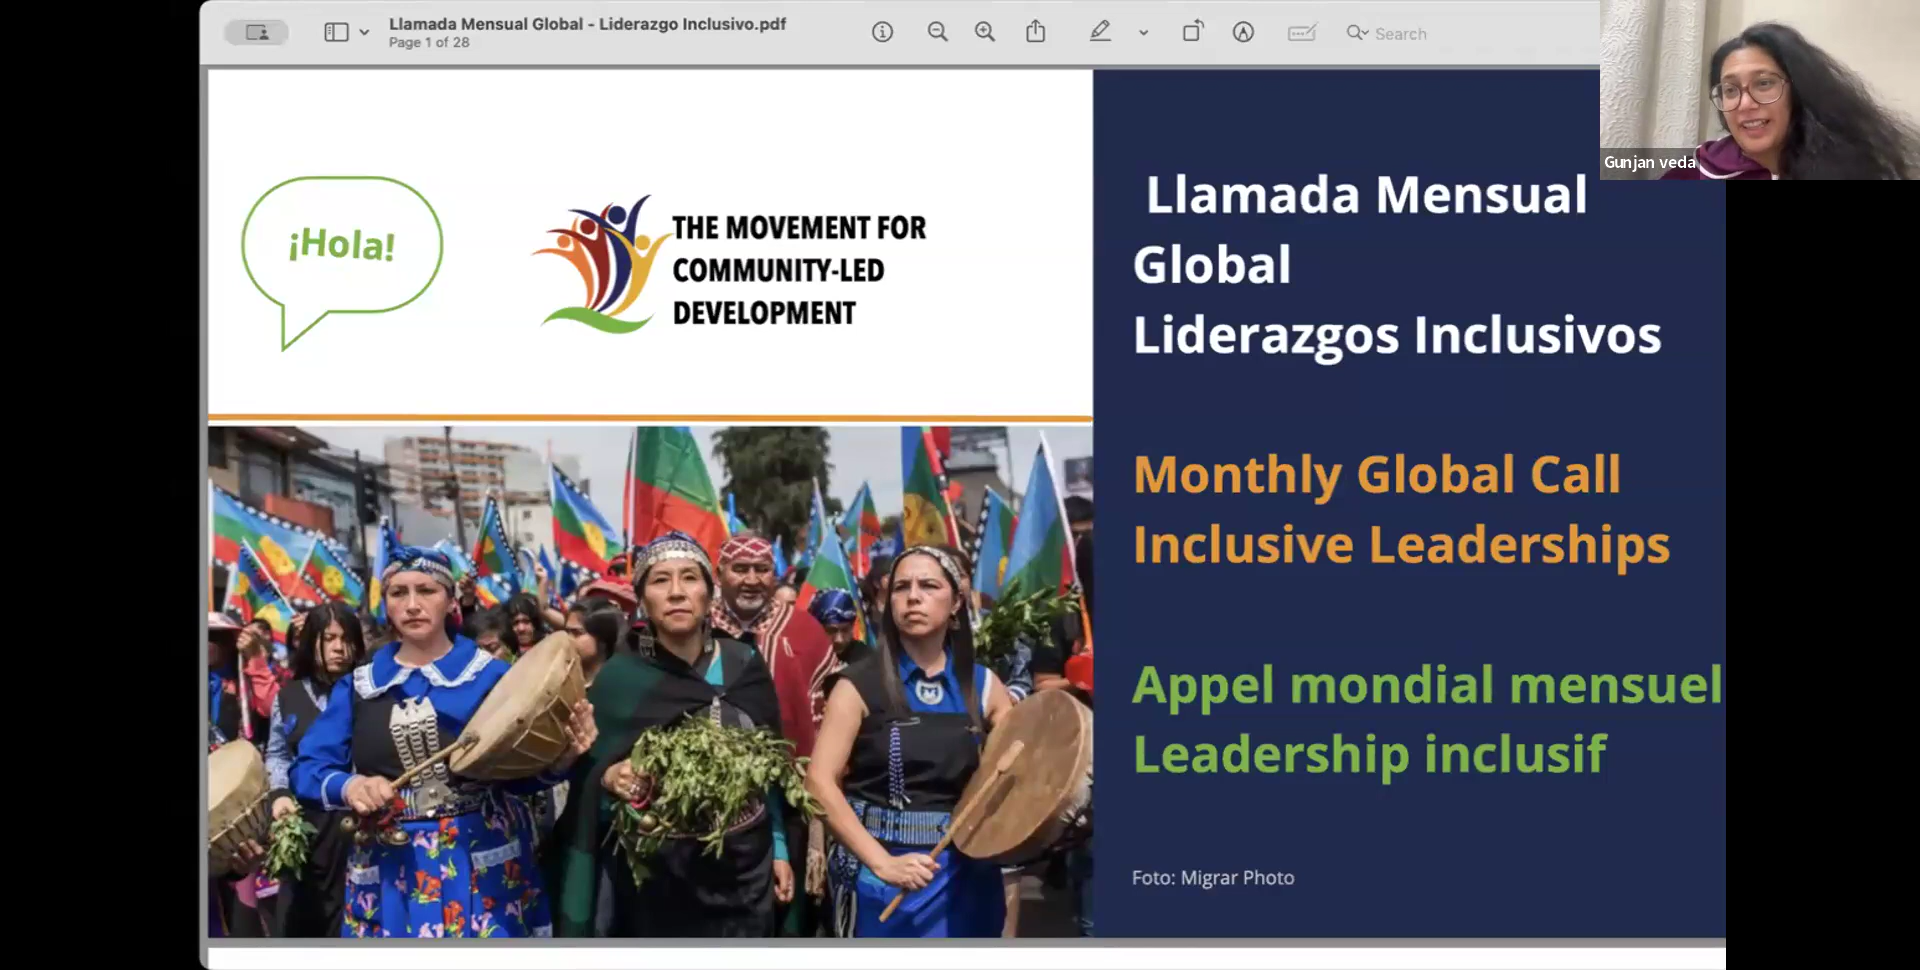 Llamada Mensual Global - Liderazgo Inclusivo.pdf
Page 1 of 28
Search
Gunjan veda
¡Hola!
THE MOVEMENT FOR
COMMUNITY-LED
DEVELOPMENT
Llamada Mensual
Global
Liderazgos Inclusivos
Monthly Global Call
Inclusive Leaderships
Appel mondial mensuel
Leadership inclusif
Foto: Migrar Photo